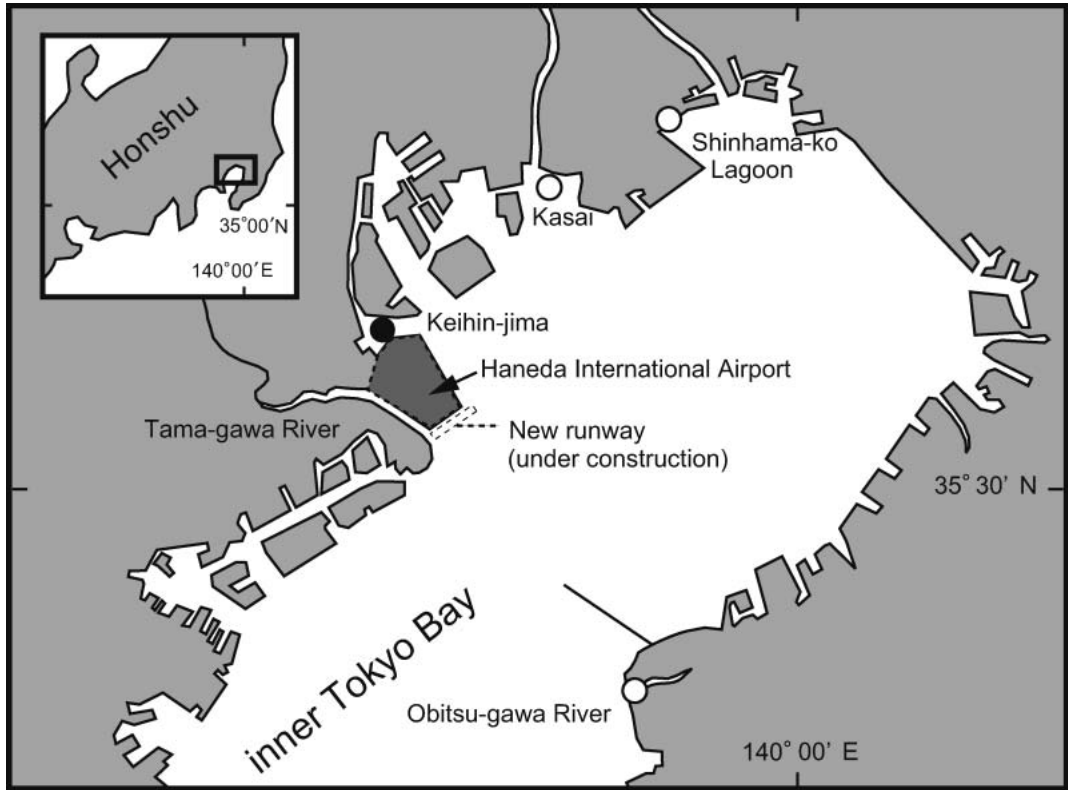 Honshu
35°00′N
140°00′E
Shinhama-ko
Lagoon
Kasai
Keihin-jima
Haneda International Airport
Tama-gawa River
New runway
(under construction)
35° 30’ N
inner Tokyo Bay
Obitsu-gawa River
140° 00’ E